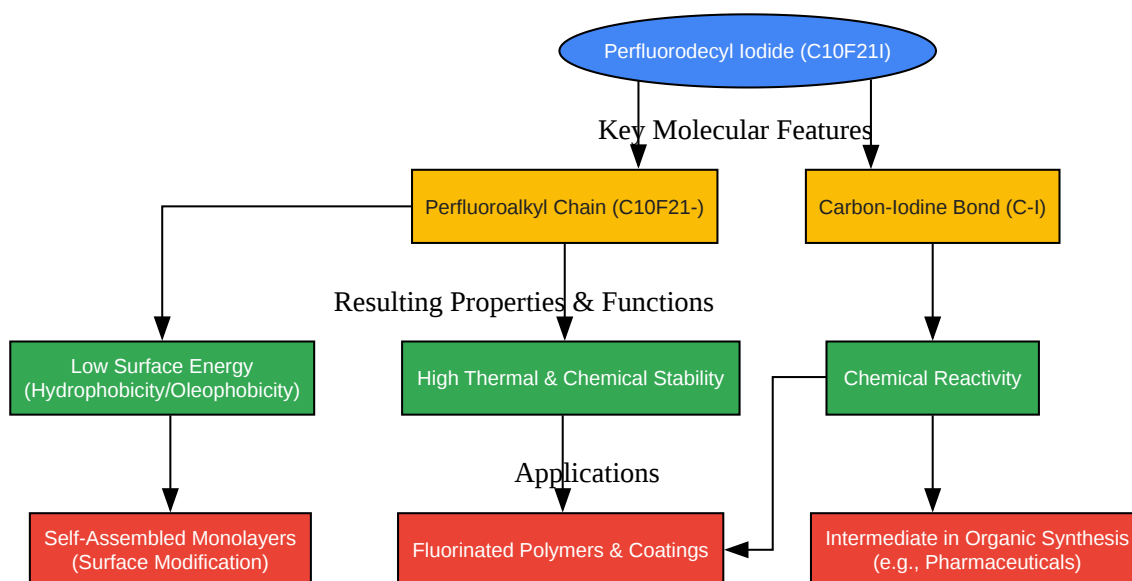 Perfluorodecyl Iodide (C10F21I)
Key Molecular Features
Perfluoroalkyl Chain (C10F21-)
Carbon-Iodine Bond (C-I)
Resulting Properties & Functions
Low Surface Energy
(Hydrophobicity/Oleophobicity)
High Thermal & Chemical Stability
Chemical Reactivity
Applications
Self-Assembled Monolayers
(Surface Modification)
Fluorinated Polymers & Coatings
Intermediate in Organic Synthesis
(e.g., Pharmaceuticals)